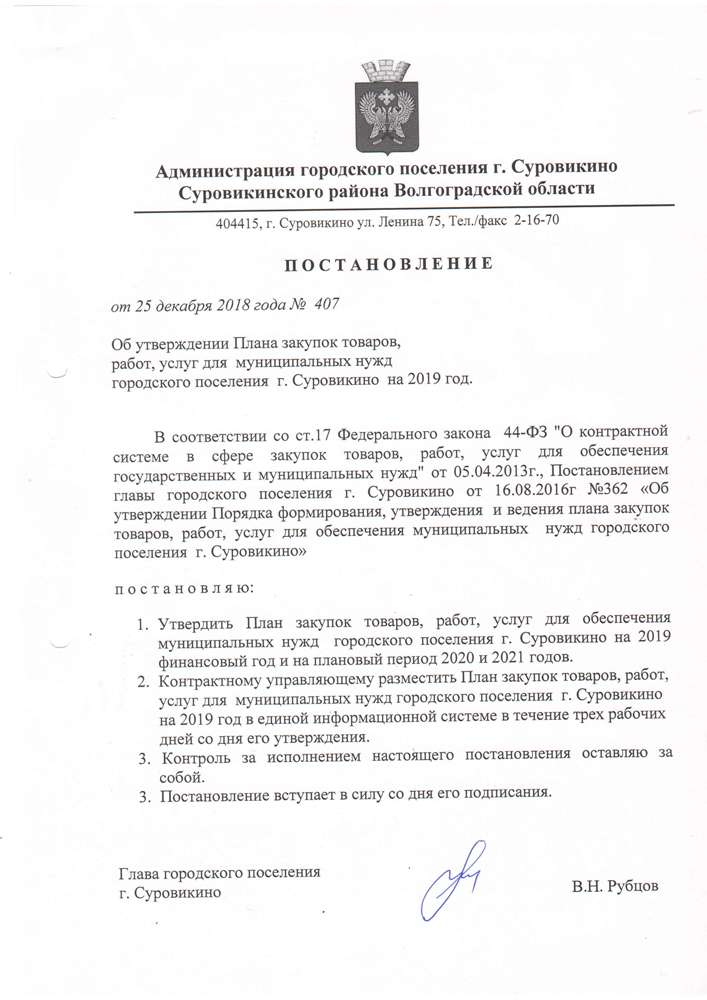 Администрация городского поселения г. Суровикино
Суровикинского района Волгоградской области
404415, г. Суровикино ул. Ленина 75, Тел./факс 2-16-70
П О С Т А Н О В Л Е Н И Е
от 25 декабря 2018 года № 407
Об утверждении Плана закупок товаров,
работ, услуг для муниципальных нужд
городского поселения г. Суровикино на 2019 год.
В соответствии со ст.17 Федерального закона 44-ФЗ "О контрактной
системе в сфере закупок товаров, работ, услуг для обеспечения
государственных и муниципальных нужд" от 05.04.2013г., Постановлением
главы городского поселения г. Суровикино от 16.08.2016г №362 «Об
утверждении Порядка формирования, утверждения и ведения плана закупок
товаров, работ, услуг для обеспечения муниципальных нужд городского
поселения г. Суровикино»
п о с т а н о в л я ю:
1. Утвердить План закупок товаров, работ, услуг для обеспечения
муниципальных нужд городского поселения г. Суровикино на 2019
финансовый год и на плановый период 2020 и 2021 годов.
2. Контрактному управляющему разместить План закупок товаров, работ,
услуг для муниципальных нужд городского поселения г. Суровикино
на 2019 год в единой информационной системе в течение трех рабочих
дней со дня его утверждения.
3. Контроль за исполнением настоящего постановления оставляю за
собой.
3. Постановление вступает в силу со дня его подписания.
Глава городского поселения
г. Суровикино
В.Н. Рубцов